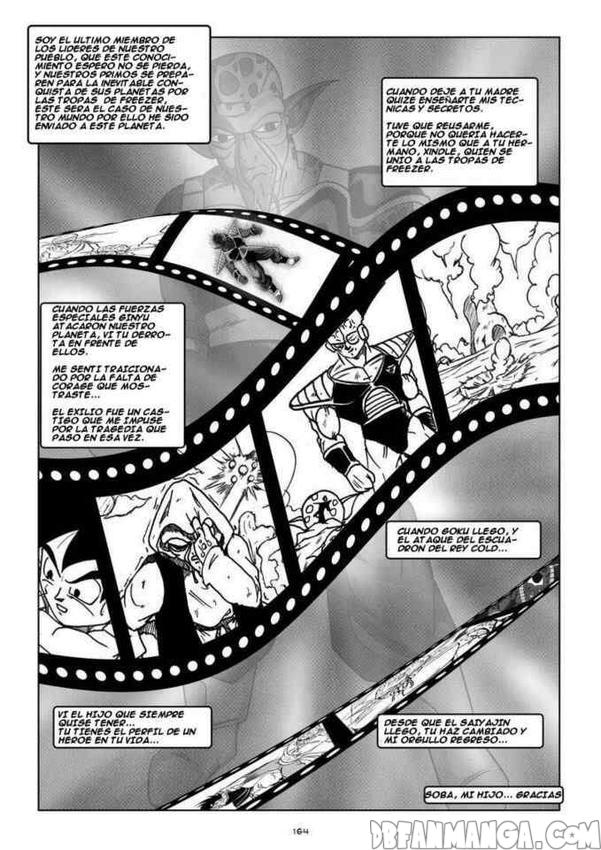 SOY EL ULTIMO MIEMBRO DE
LOS LIDERES DE NUESTRO
PUEBLO, QUE ESTE CONOCI-
MIENTO ESPERO NO SE PIERDA,
Y NUESTROS PRIMOS SE PREPA-
REN PARA LA INEVITABLE CON-
QUISTA DE SUS PLANETAS POR
LAS TROPAS DE FREEZER,
ESTE SERA EL CASO DE NUES-
TRO MUNDO POR ELLO HE SIDO
ENVIADO A ESTE PLANETA.
CUANDO DEJE A TU MADRE
QUIZE ENSEÑARTE MIS TEC-
NICAS Y SECRETOS.
TUVE QUE REUSARME,
PORQUE NO QUERIA HACER-
TE LO MISMO QUE A TU HER-
MANO, XINDLE, QUIEN SE
UNIO A LAS TROPAS DE
FREEZER.
CUANDO LAS FUERZAS
ESPECIALES GINYU
ATACARON NUESTRO
PLANETA, VI TU DERRO-
TA EN FRENTE DE
ELLOS.
ME SENTI TRAICIONA-
DO POR LA FALTA DE
CORAGE QUE MOS-
TRASTE...
EL EXILIO FUE UN CAS-
TIGO QUE ME IMPUSE
POR LA TRAGEDIA QUE
PASO EN ESA VEZ.
CUANDO GOKU LLEGO, Y
EL ATAQUE DEL ESCUA-
DRON DEL REY COLD...
VI EL HIJO QUE SIEMPRE
QUISE TENER...
TU TIENES EL PERFIL DE UN
HEROE EN TU VIDA...
DESDE QUE EL SAIYAJIN
LLEGO, TU HAZ CAMBIADO Y
MI ORGULLO REGRESO...
SOBA, MI HIJO... GRACIAS
164
DBFANMANGA.COM